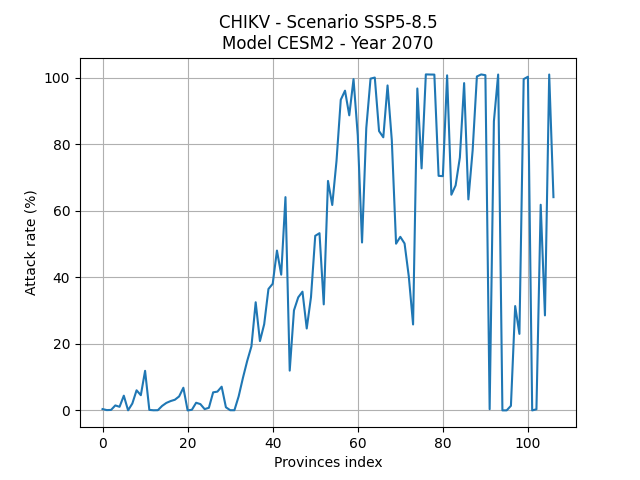 CHIKV - Scenario SSP5-8.5
Model CESM2 - Year 2070
Attack rate (%)
100
80
60
40
20
0
0 20 40 60 80 100
Provinces index